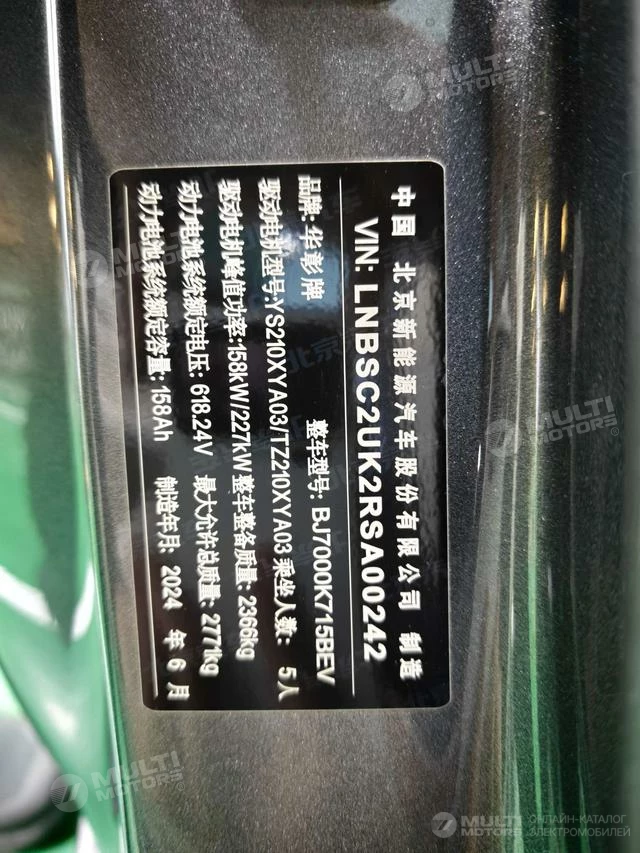 中国 北京新能源汽车股份有限公司 制造
VIN: LNBSC2UK2RSA00242
品牌: 华彰牌 整车型号: BJ7000K715BEV
驱动电机型号:YS210XYA03/TZ210XYA03 乘坐人数: 5人
驱动电机峰值功率:158kW/227kW 整车整备质量: 2366kg
动力电池系统额定电压: 618.24V 最大允许总质量: 2771kg
动力电池系统额定容量: 158Ah 制造年月: 2024 年 6月
MULTI MOTORS
MULTI MOTORS
MULTI MOTORS
MULTI MOTORS ОНЛАЙН-КАТАЛОГ ЭЛЕКТРОМОБИЛЕЙ